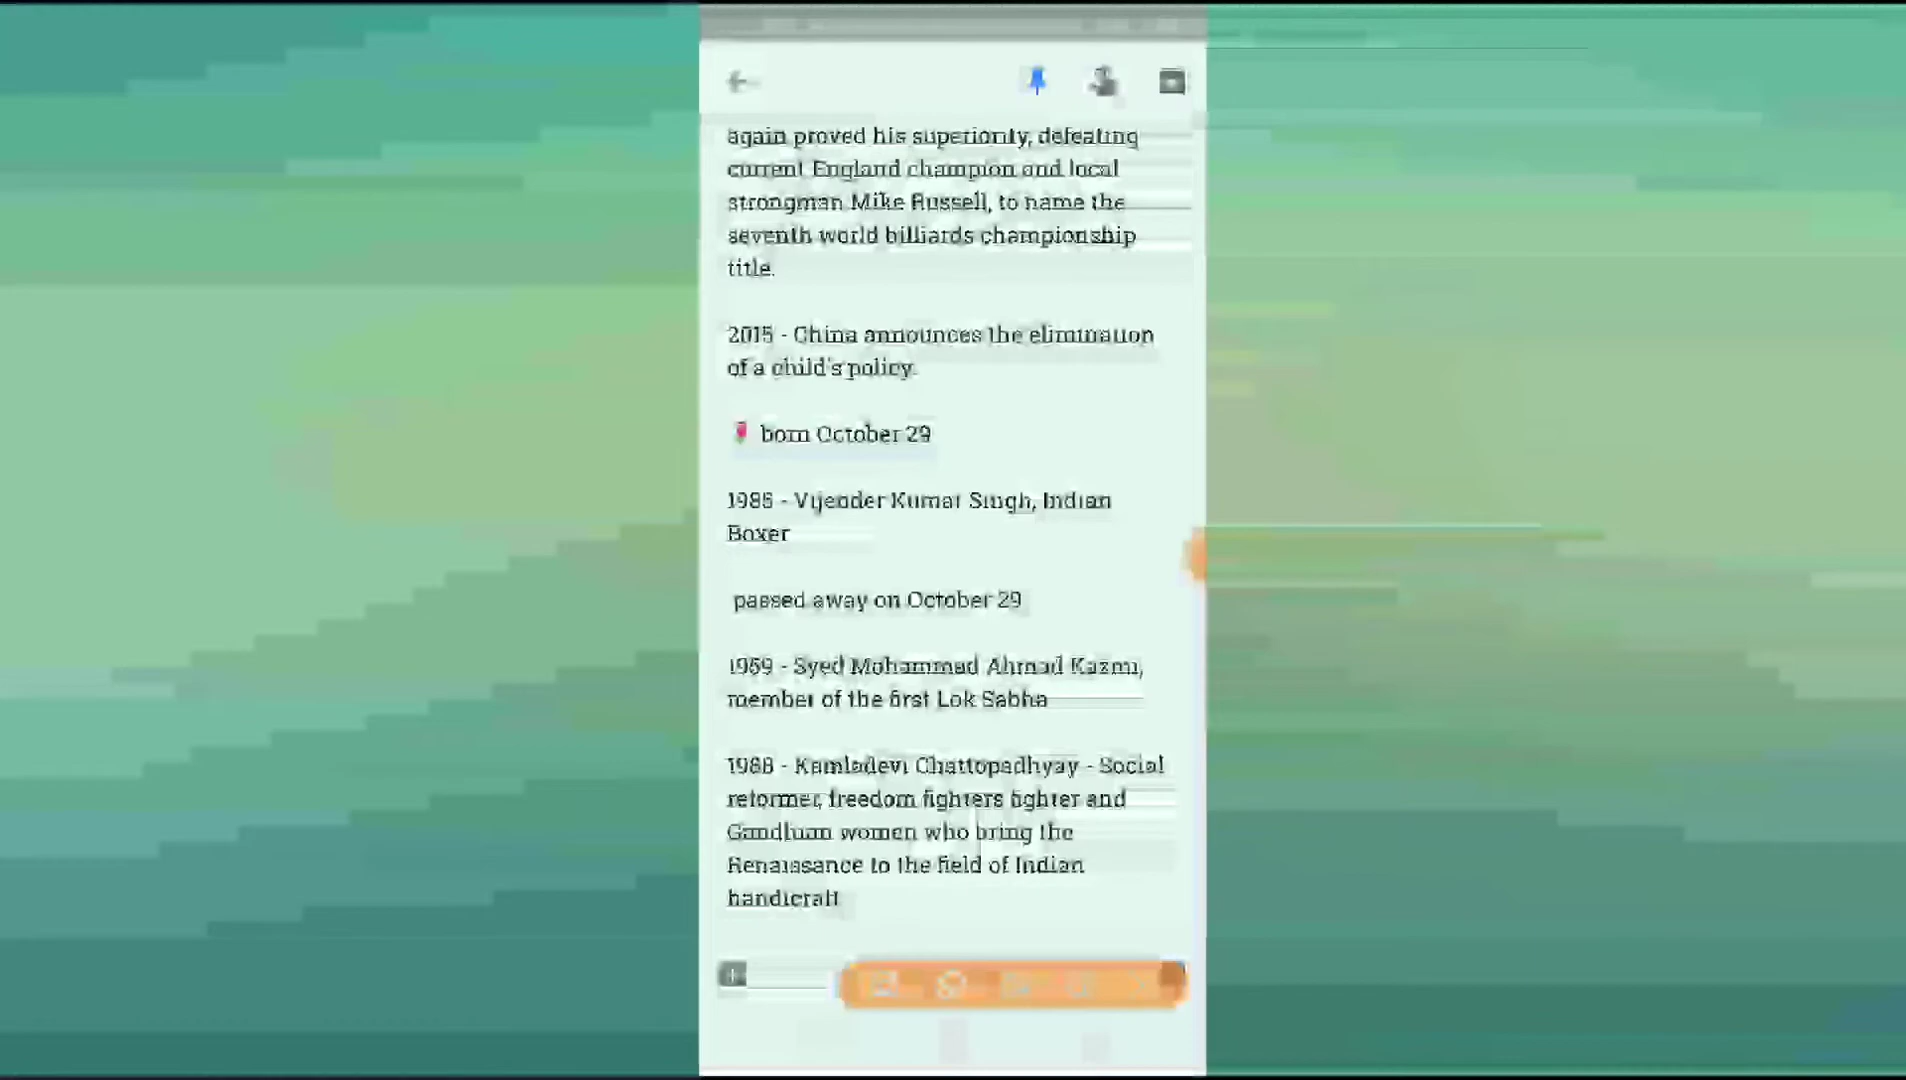 again proved his superiority, defeating
current England champion and local
strongman Mike Russell, to name the
seventh world billiards championship
title.
2015 - China announces the elimination
of a child's policy.
born October 29
1985 - Vijender Kumar Singh, Indian
Boxer
passed away on October 29
1959 - Syed Mohammad Ahmad Kazmi,
member of the first Lok Sabha
1988 - Kamladevi Chattopadhyay - Social
reformer, freedom fighters fighter and
Gandhian women who bring the
Renaissance to the field of Indian
handicraft